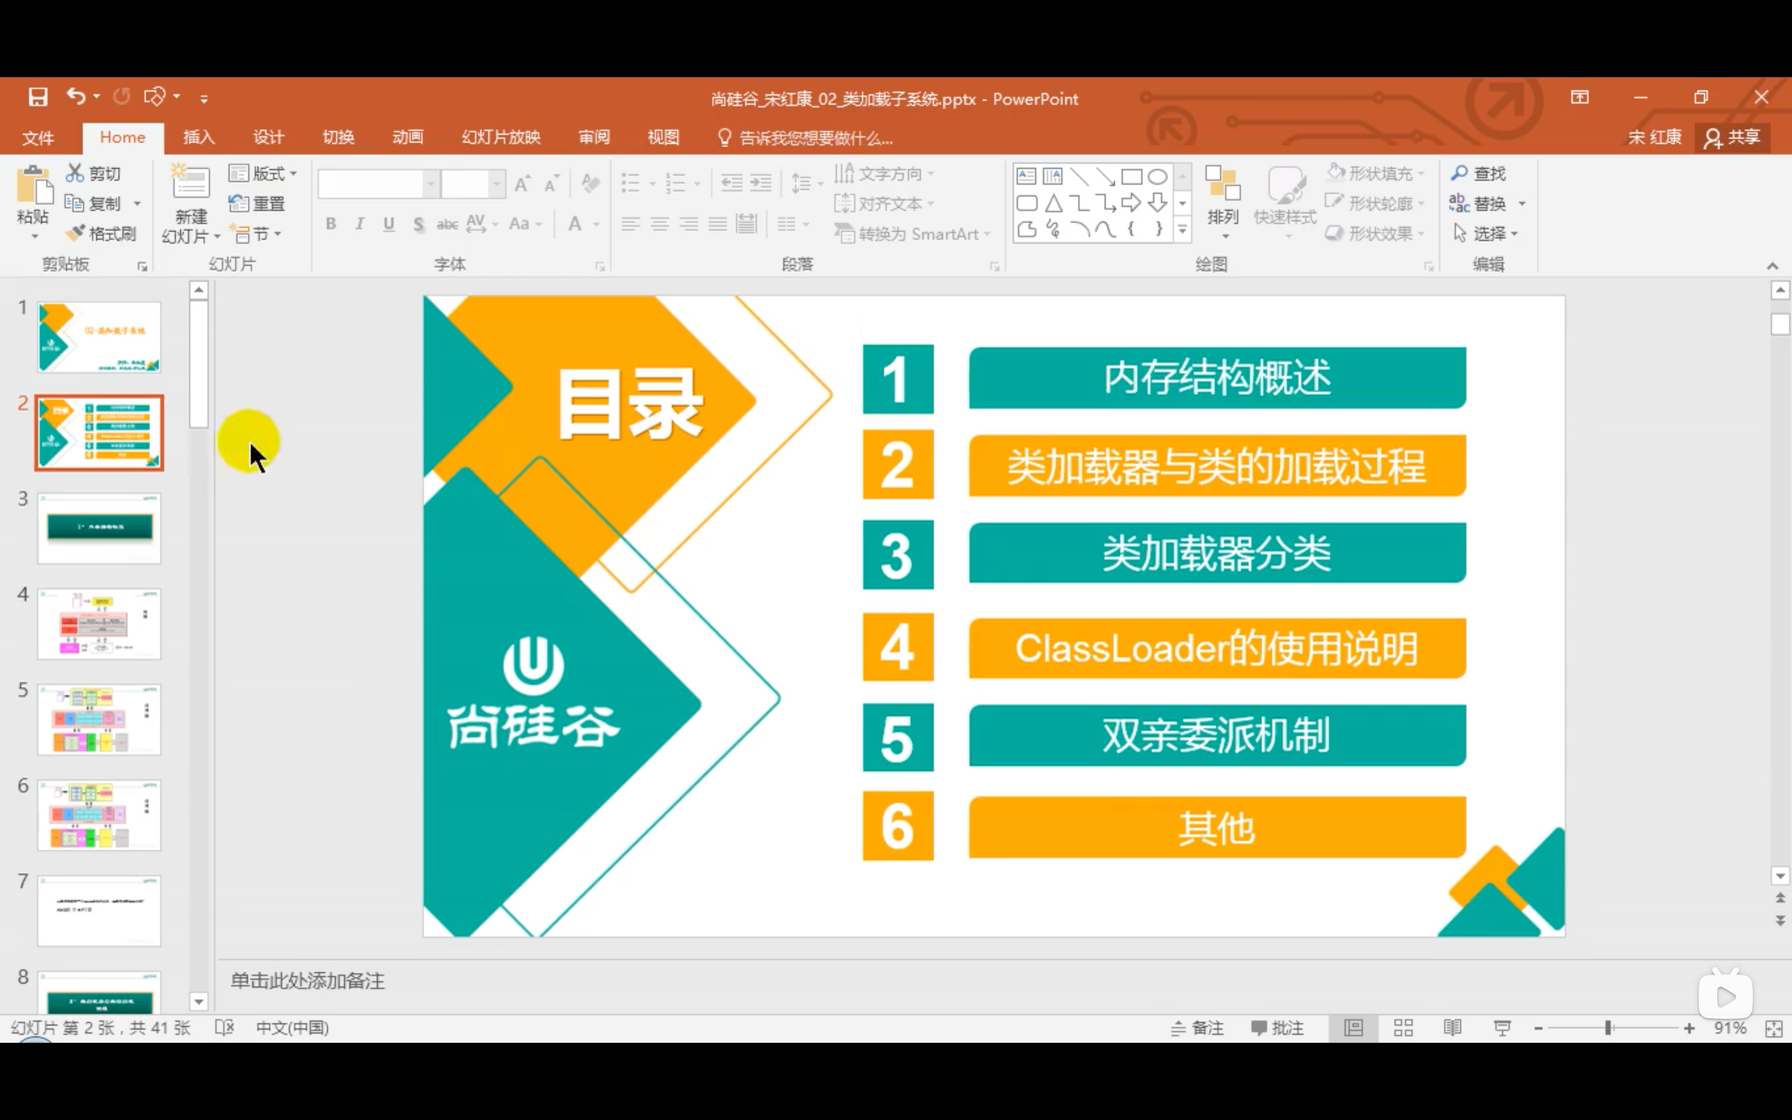 尚硅谷_宋红康_02_类加载子系统.pptx - PowerPoint
文件 Home 插入 设计 切换 动画 幻灯片放映 审阅 视图 告诉我您想要做什么... 宋 红康 共享
粘贴 剪切 复制 格式刷
新建 幻灯片 版式 重置 节
B I U S abc AV Aa A
文字方向 对齐文本 转换为 SmartArt
排列 快速样式 形状填充 形状轮廓 形状效果
查找 替换 选择
剪贴板 幻灯片 字体 段落 绘图 编辑
1
02-类加载子系统
2
3
4
5
6
7
8
目录
尚硅谷
1 内存结构概述
2 类加载器与类的加载过程
3 类加载器分类
4 ClassLoader的使用说明
5 双亲委派机制
6 其他
单击此处添加备注
幻灯片 第 2 张，共 41 张 中文(中国) 备注 批注 91%